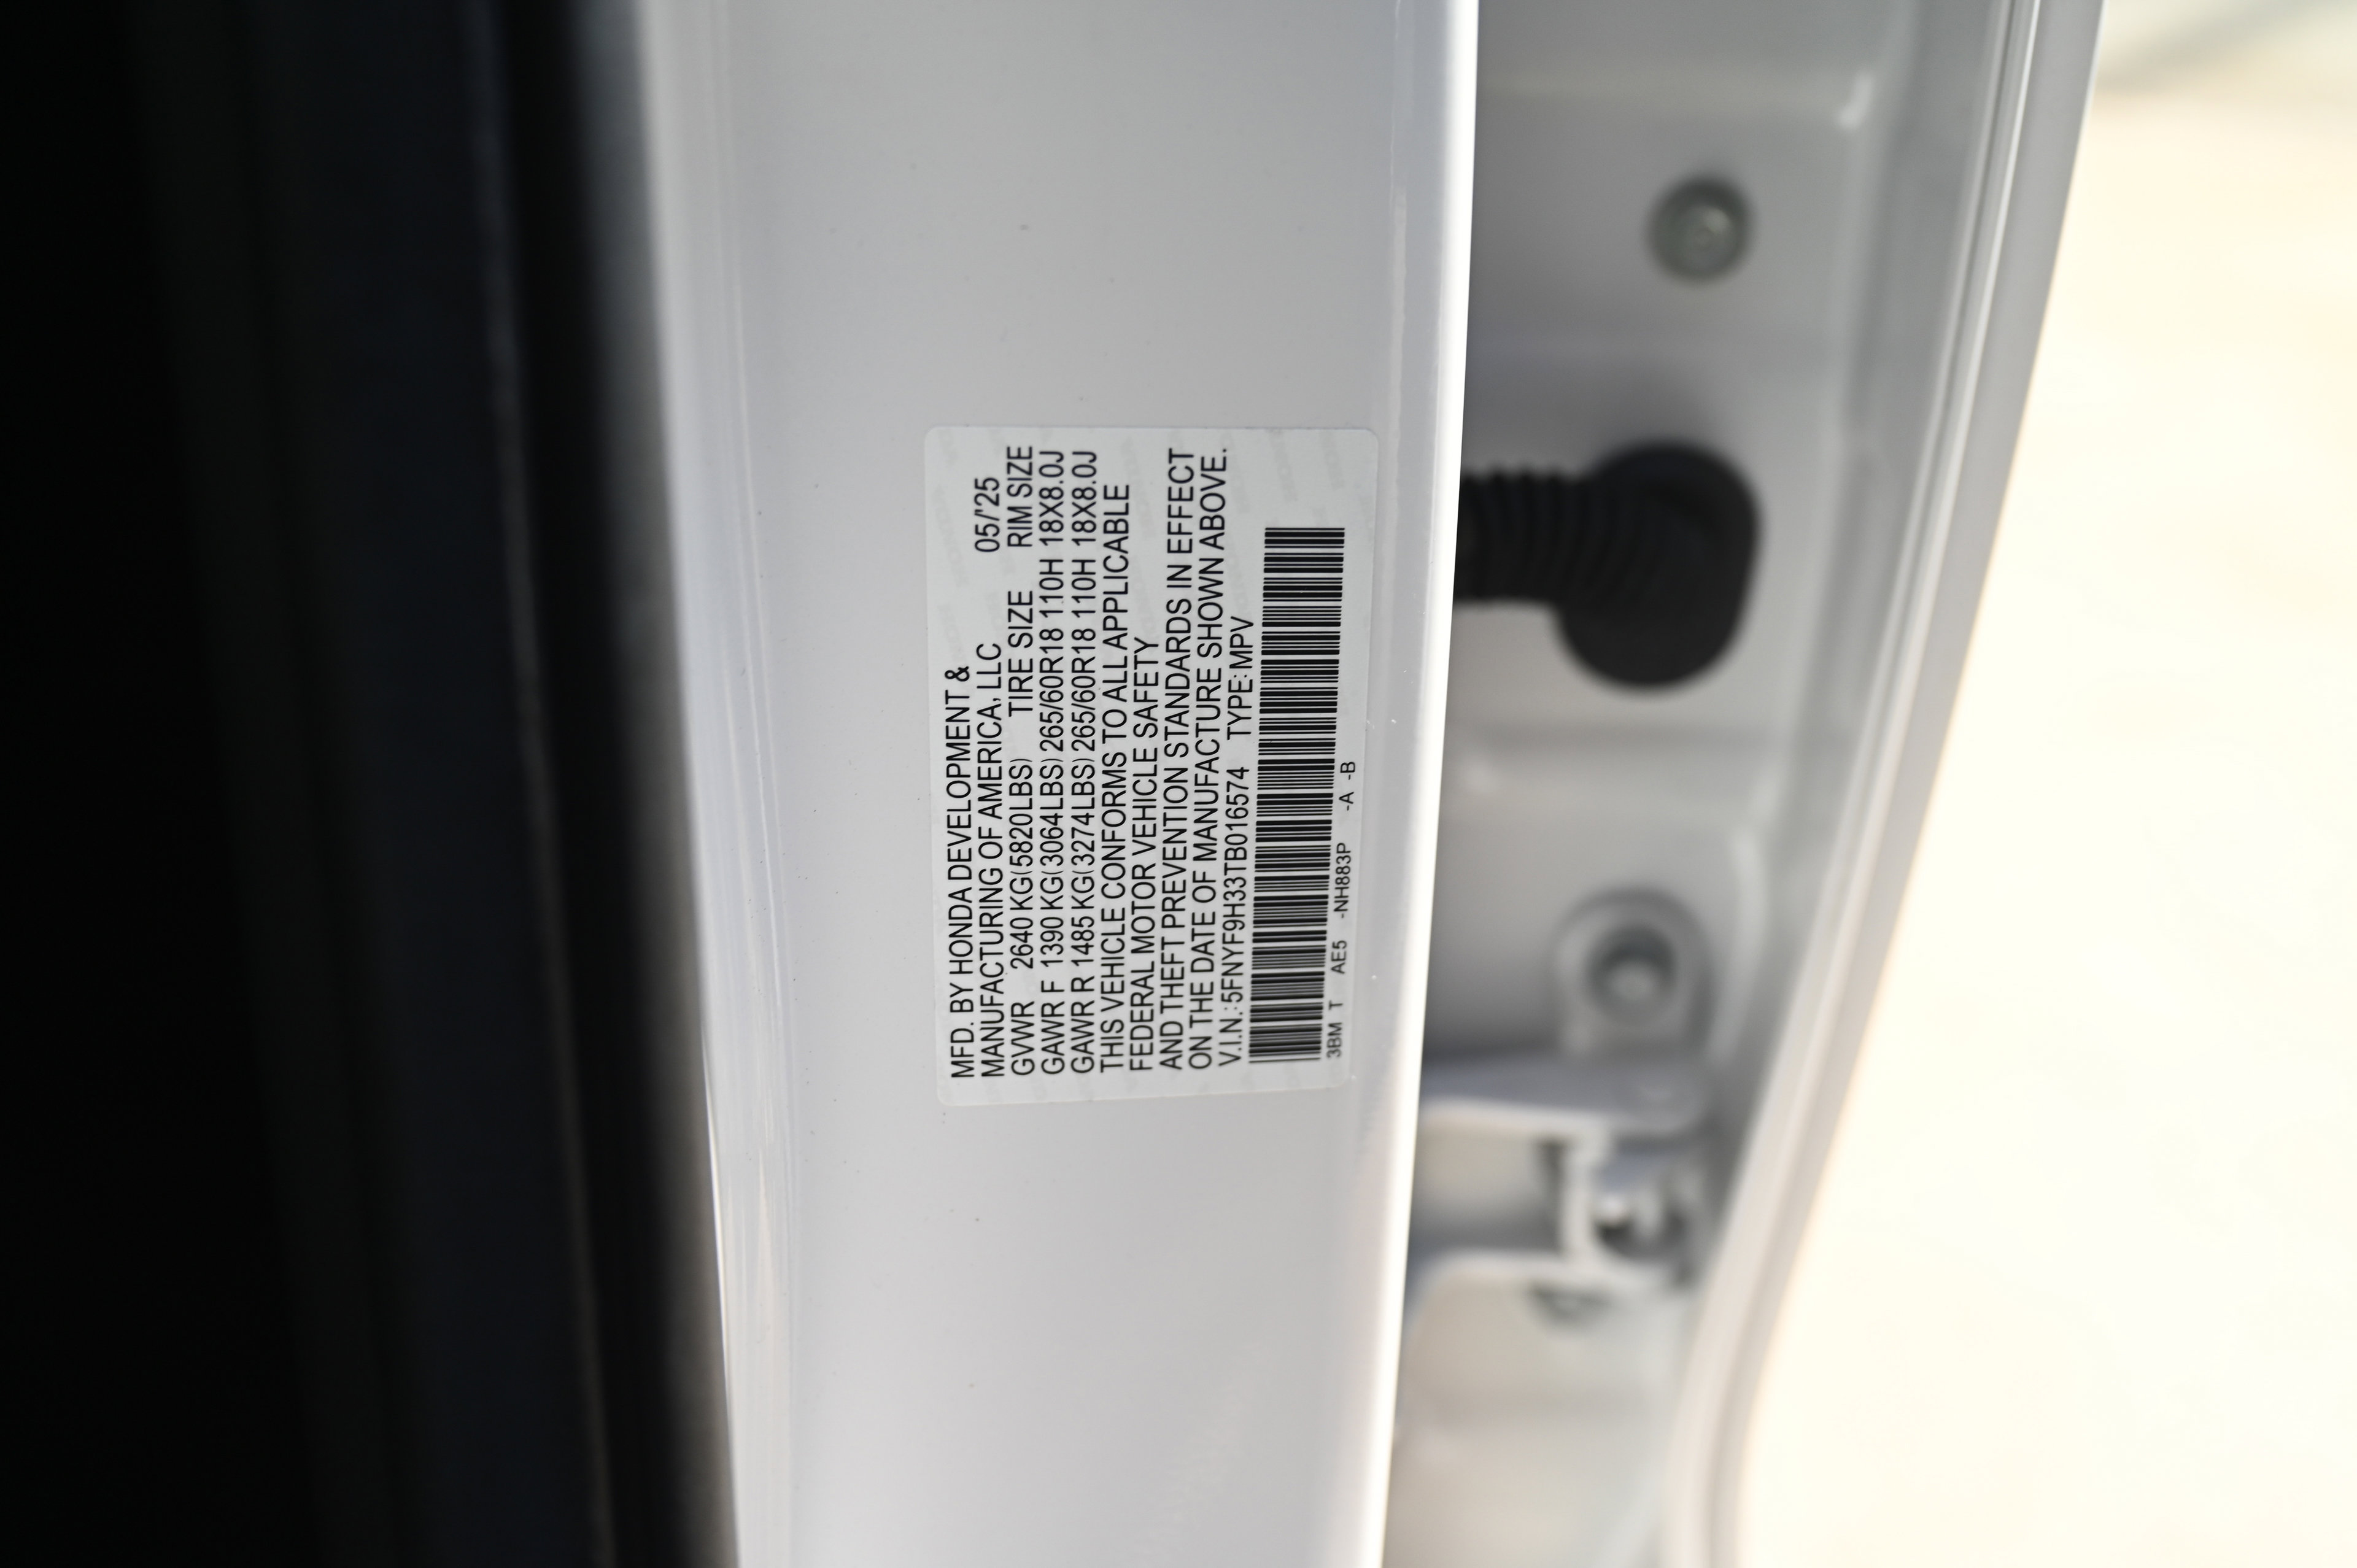 MFD. BY HONDA DEVELOPMENT &
MANUFACTURING OF AMERICA, LLC 05/'25
GVWR 2640 KG(5820LBS) TIRE SIZE RIM SIZE
GAWR F 1390 KG(3064LBS) 265/60R18 110H 18X8.0J
GAWR R 1485 KG(3274LBS) 265/60R18 110H 18X8.0J
THIS VEHICLE CONFORMS TO ALL APPLICABLE
FEDERAL MOTOR VEHICLE SAFETY
AND THEFT PREVENTION STANDARDS IN EFFECT
ON THE DATE OF MANUFACTURE SHOWN ABOVE.
V.I.N.: 5FNYF9H33TB016574 TYPE: MPV
3BM T AE5 -NH883P -A -B